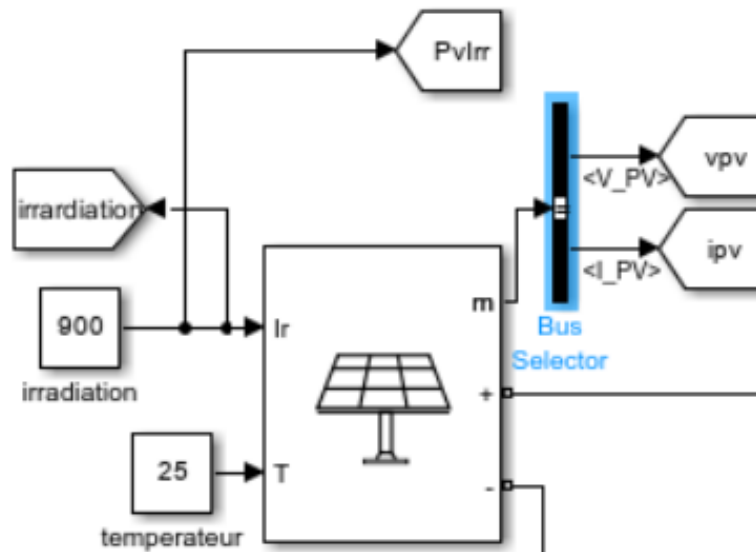 PvIrr
<V_PV>
vpv
irrardiation
<I_PV>
ipv
900
irradiation
Ir
m
Bus
Selector
+
25
T
-
temperateur